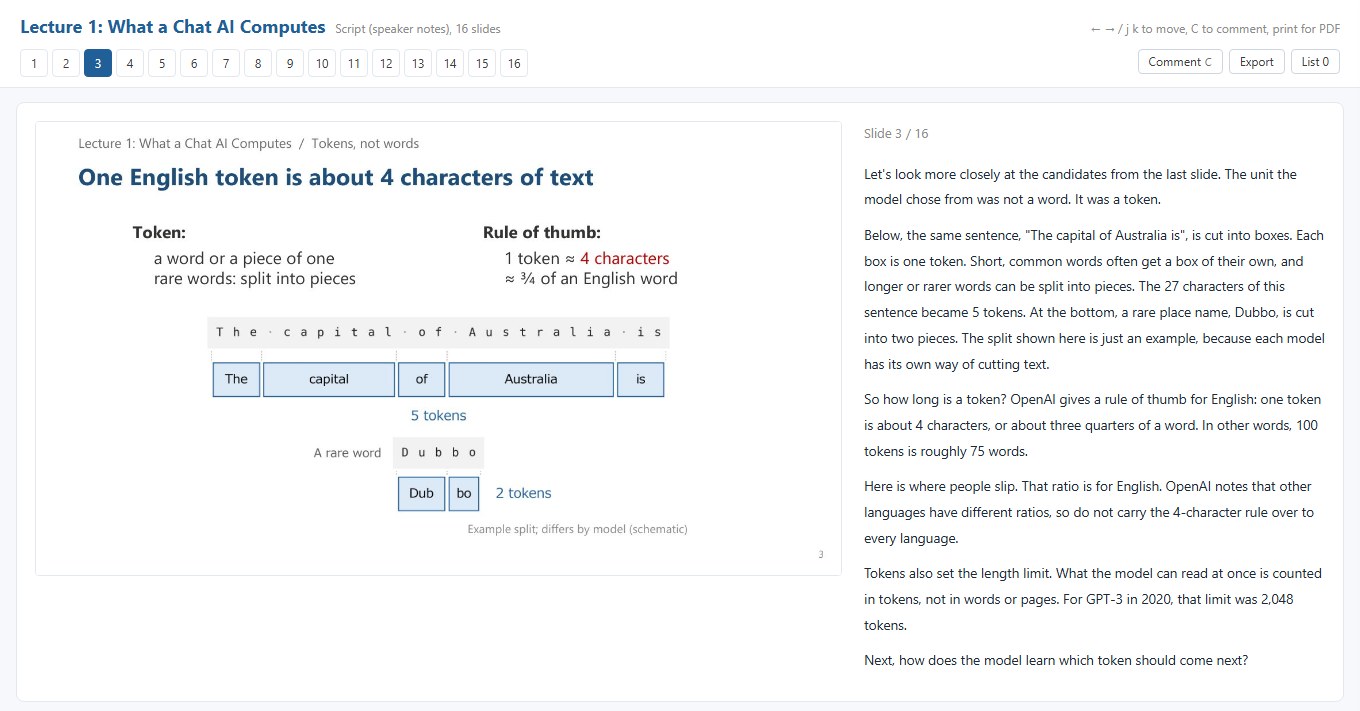 Lecture 1: What a Chat AI Computes Script (speaker notes), 16 slides
← → / j k to move, C to comment, print for PDF
1 2 3 4 5 6 7 8 9 10 11 12 13 14 15 16
Comment C Export List 0
Lecture 1: What a Chat AI Computes / Tokens, not words
One English token is about 4 characters of text
Token:
a word or a piece of one
rare words: split into pieces
Rule of thumb:
1 token ≈ 4 characters
≈ ¾ of an English word
T h e · c a p i t a l · o f · A u s t r a l i a · i s
The capital of Australia is
5 tokens
A rare word D u b b o
Dub bo 2 tokens
Example split; differs by model (schematic)
3
Slide 3 / 16
Let's look more closely at the candidates from the last slide. The unit the
model chose from was not a word. It was a token.
Below, the same sentence, "The capital of Australia is", is cut into boxes. Each
box is one token. Short, common words often get a box of their own, and
longer or rarer words can be split into pieces. The 27 characters of this
sentence became 5 tokens. At the bottom, a rare place name, Dubbo, is cut
into two pieces. The split shown here is just an example, because each model
has its own way of cutting text.
So how long is a token? OpenAI gives a rule of thumb for English: one token
is about 4 characters, or about three quarters of a word. In other words, 100
tokens is roughly 75 words.
Here is where people slip. That ratio is for English. OpenAI notes that other
languages have different ratios, so do not carry the 4-character rule over to
every language.
Tokens also set the length limit. What the model can read at once is counted
in tokens, not in words or pages. For GPT-3 in 2020, that limit was 2,048
tokens.
Next, how does the model learn which token should come next?